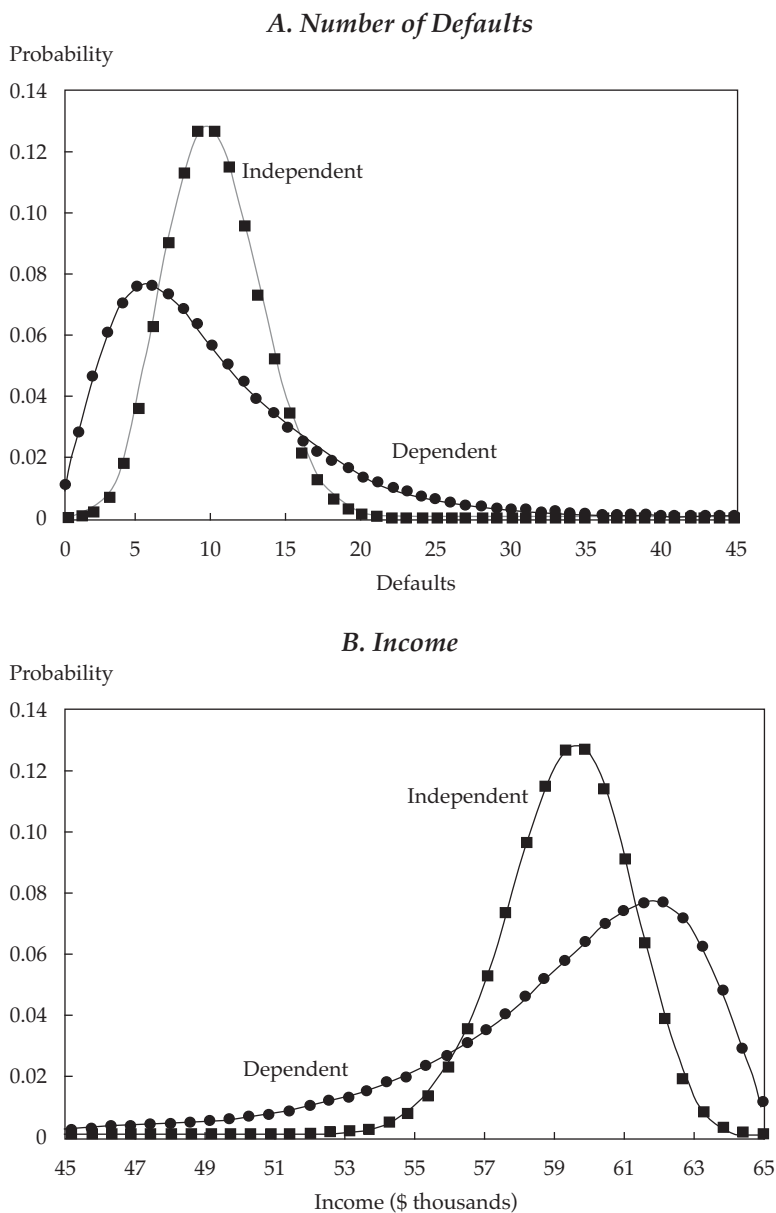 A. Number of Defaults
Probability
0.14
0.12
Independent
0.10
0.08
0.06
0.04
Dependent
0.02
0
0 5 10 15 20 25 30 35 40 45
Defaults
B. Income
Probability
0.14
0.12
Independent
0.10
0.08
0.06
0.04
Dependent
0.02
0
45 47 49 51 53 55 57 59 61 63 65
Income ($ thousands)